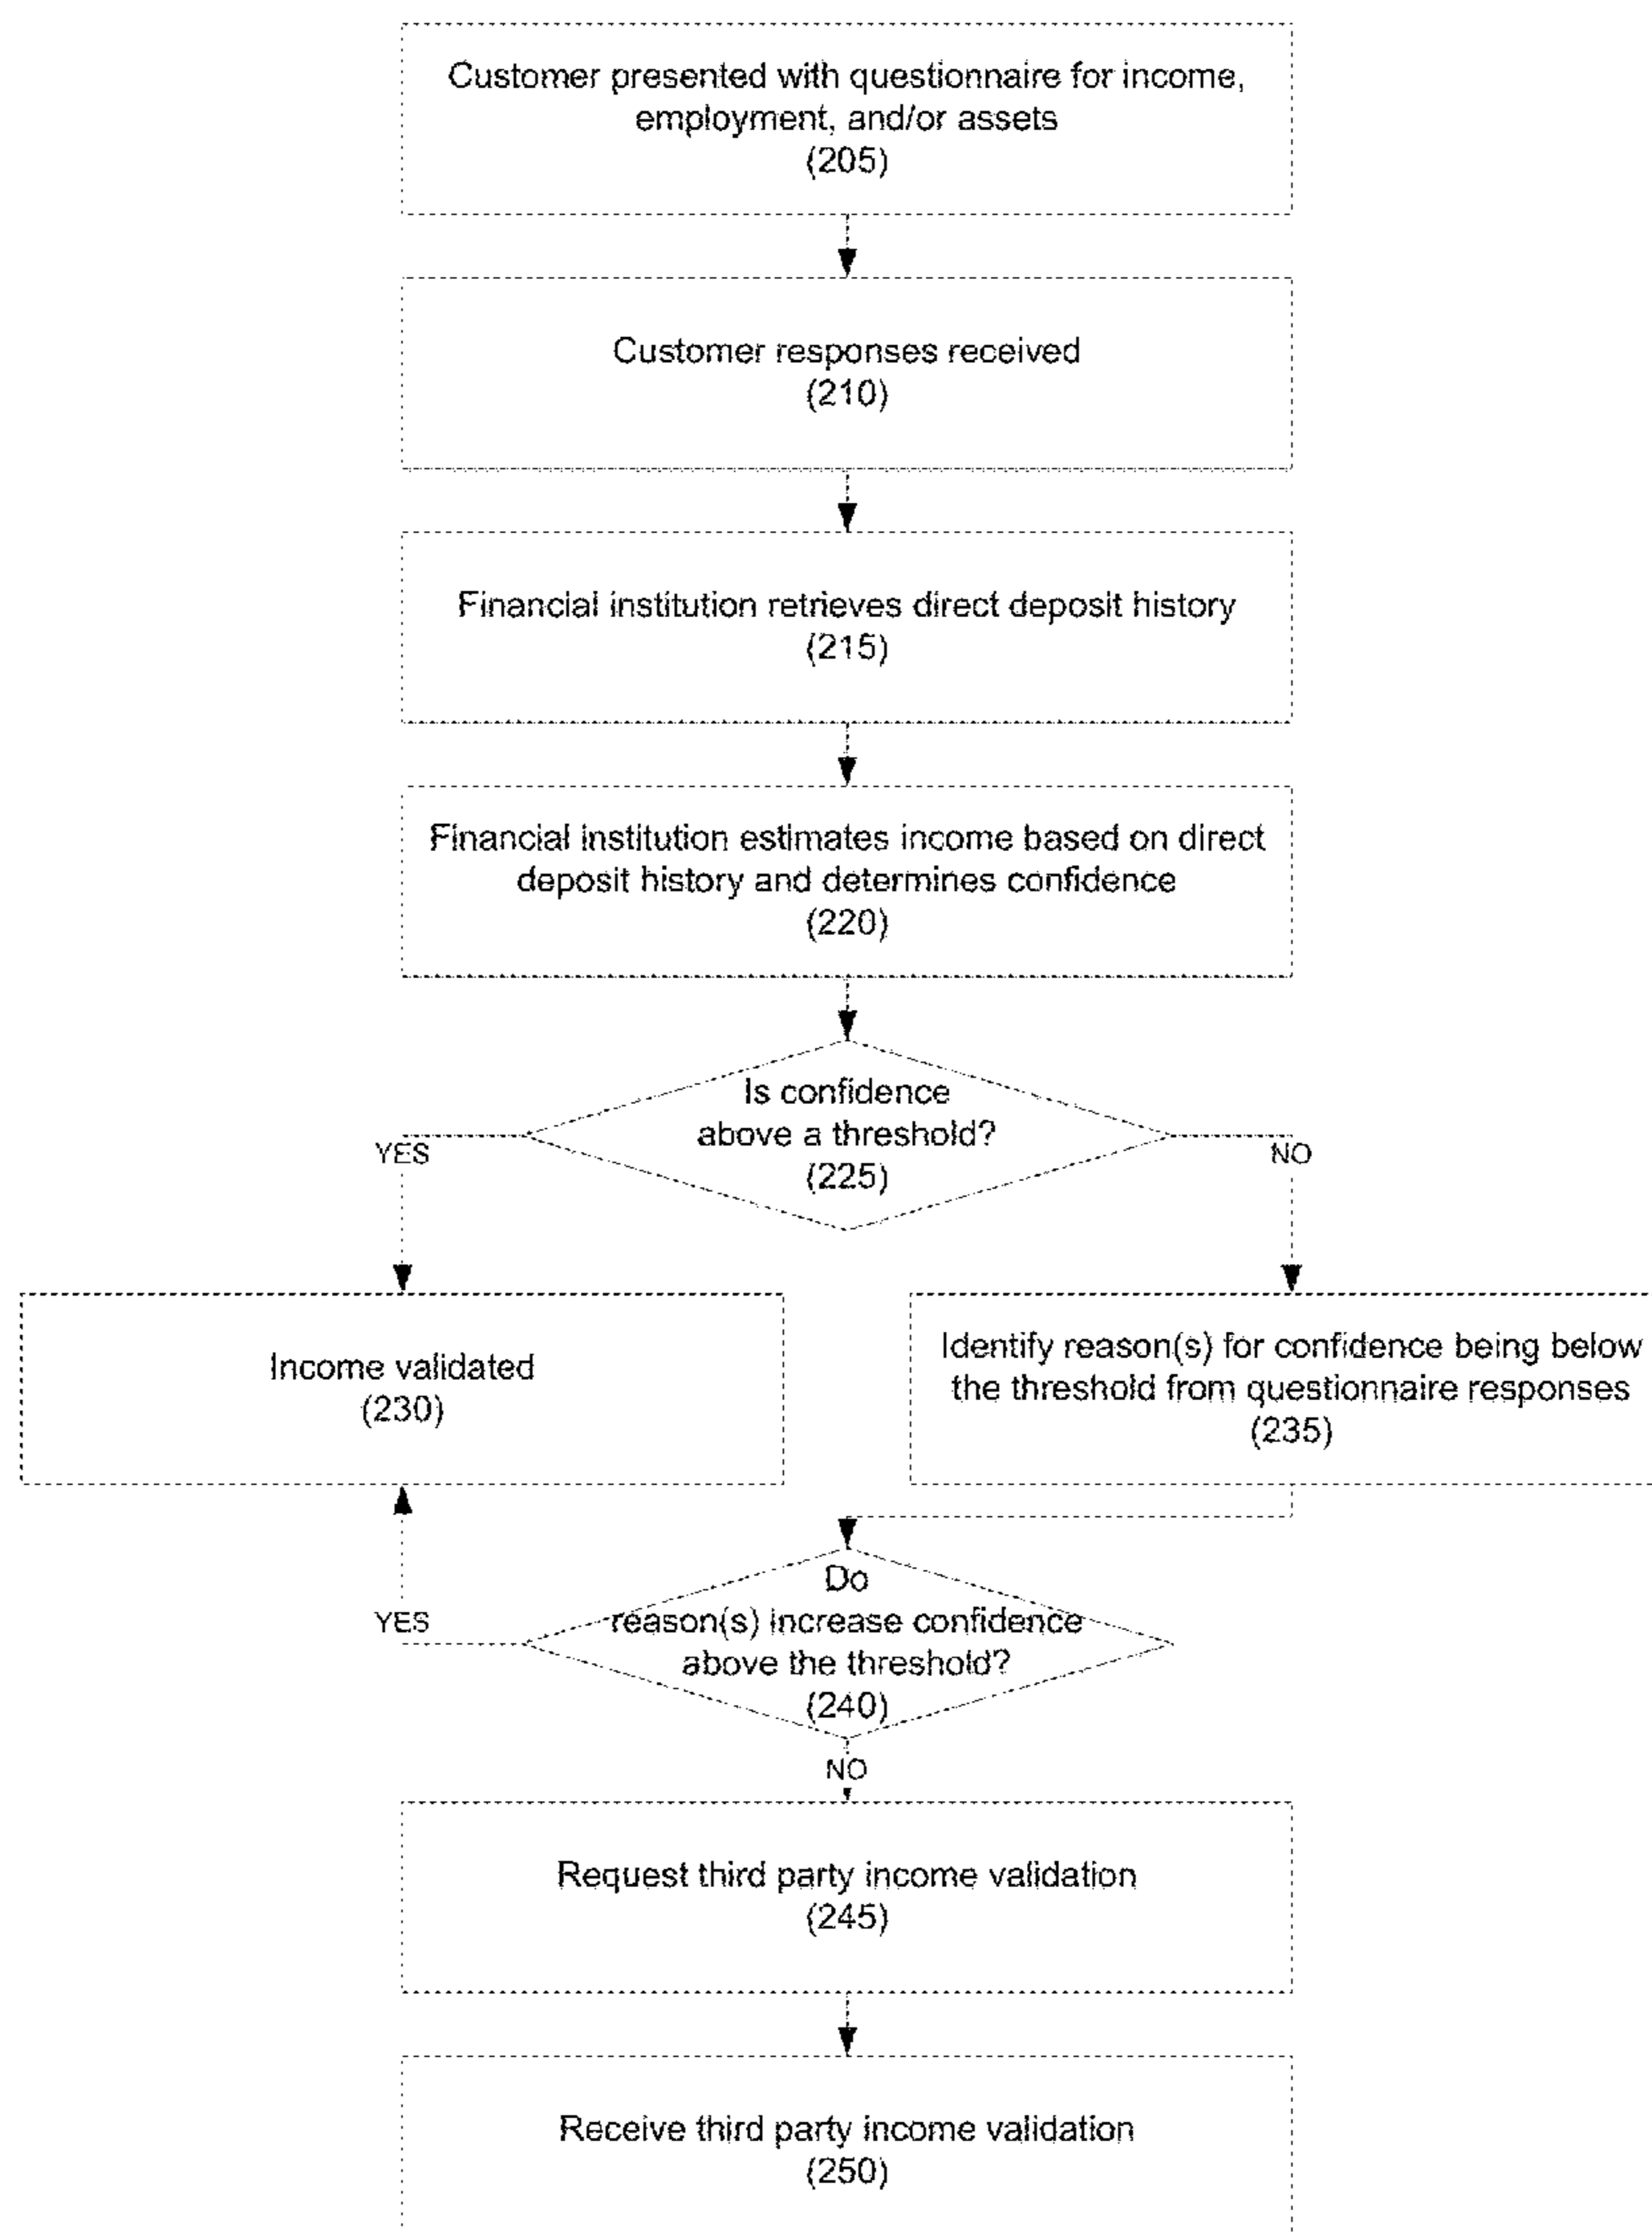 Customer presented with questionnaire for income,
employment, and/or assets
(205)
Customer responses received
(210)
Financial institution retrieves direct deposit history
(215)
Financial institution estimates income based on direct
deposit history and determines confidence
(220)
Is confidence
above a threshold?
(225)
YES
NO
Income validated
(230)
Identify reason(s) for confidence being below
the threshold from questionnaire responses
(235)
Do
reason(s) increase confidence
above the threshold?
(240)
YES
NO
Request third party income validation
(245)
Receive third party income validation
(250)